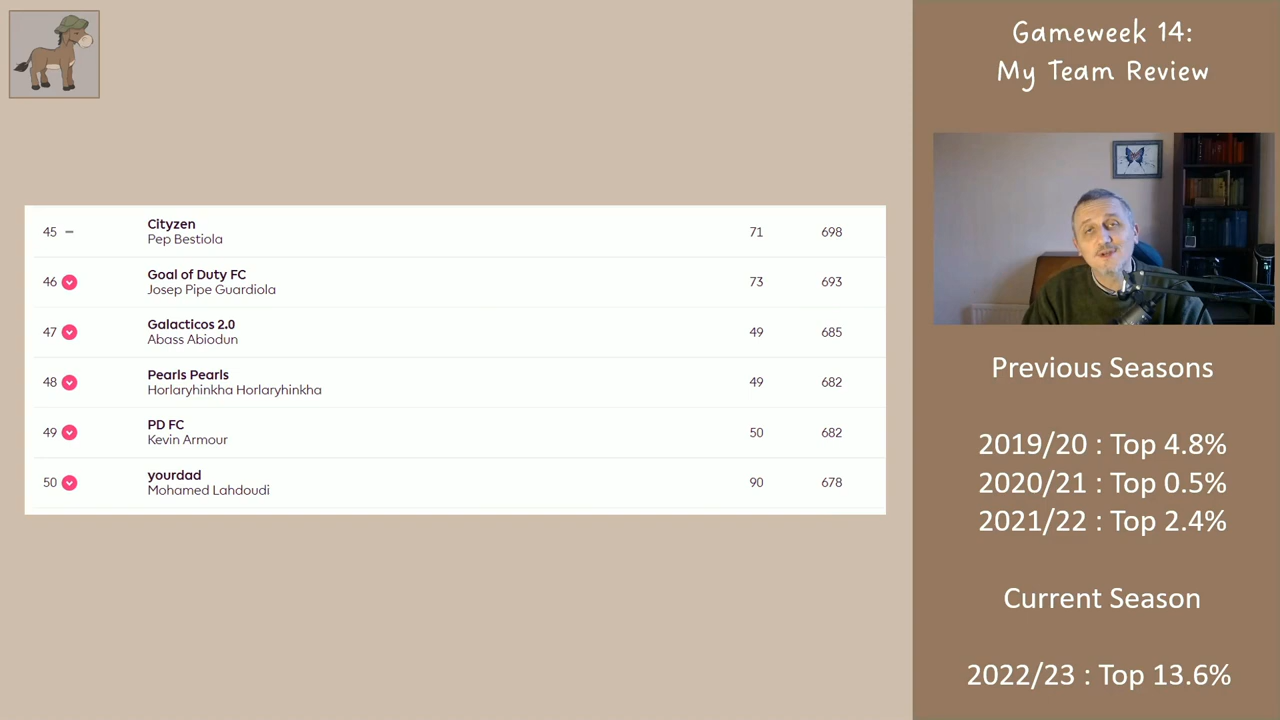 Gameweek 14:
My Team Review
45 Cityzen 71 698
Pep Bestiola
46 Goal of Duty FC 73 693
Josep Pipe Guardiola
47 Galacticos 2.0 49 685
Abass Abiodun
48 Pearls Pearls 49 682
Horlaryhinkha Horlaryhinkha
49 PD FC 50 682
Kevin Armour
50 yourdad 90 678
Mohamed Lahdoudi
Previous Seasons
2019/20 : Top 4.8%
2020/21 : Top 0.5%
2021/22 : Top 2.4%
Current Season
2022/23 : Top 13.6%